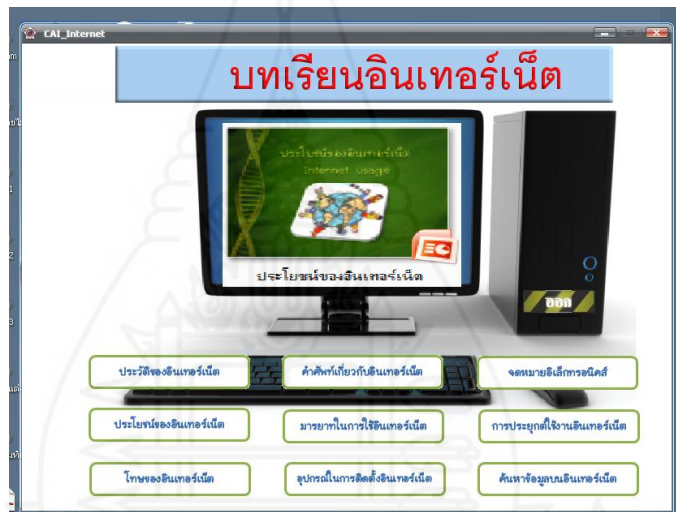 CAI_Internet
บทเรียนอินเทอร์เน็ต
ประโยชน์ของอินเทอร์เน็ต
Internet usage
ประโยชน์ของอินเทอร์เน็ต
ออก
ประวัติของอินเทอร์เน็ต
คำศัพท์เกี่ยวกับอินเทอร์เน็ต
จดหมายอิเล็กทรอนิคส์
ประโยชน์ของอินเทอร์เน็ต
มารยาทในการใช้อินเทอร์เน็ต
การประยุกต์ใช้งานอินเทอร์เน็ต
โทษของอินเทอร์เน็ต
อุปกรณ์ในการติดตั้งอินเทอร์เน็ต
ค้นหาข้อมูลบนอินเทอร์เน็ต